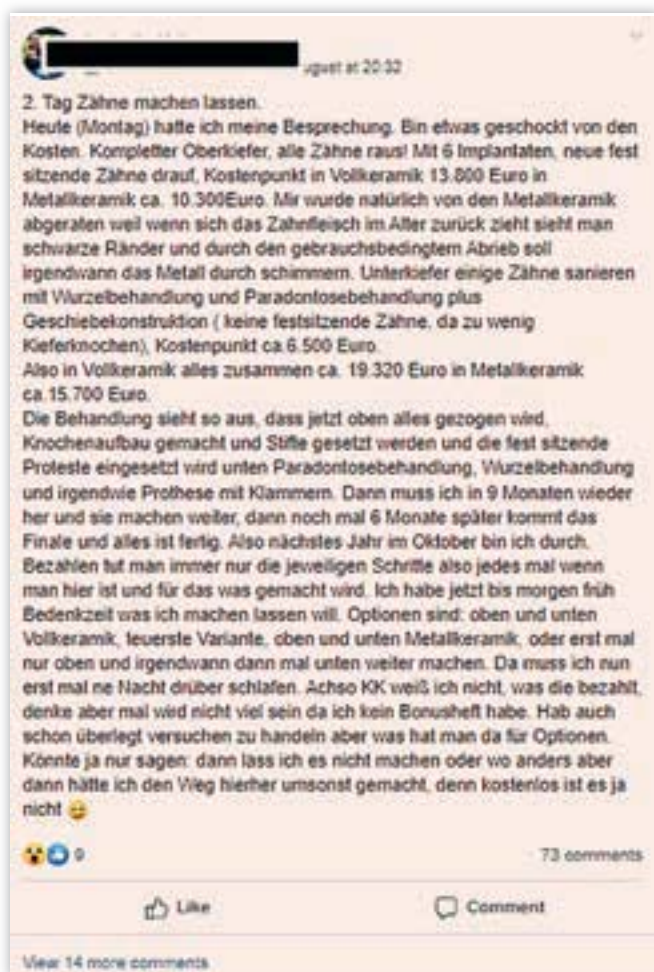 ugust at 20:32
2. Tag Zähne machen lassen.
Heute (Montag) hatte ich meine Besprechung. Bin etwas geschockt von den
Kosten. Kompletter Oberkiefer, alle Zähne raus! Mit 6 Implantaten, neue fest
sitzende Zähne drauf, Kostenpunkt in Vollkeramik 13.800 Euro in
Metallkeramik ca. 10.300Euro. Mir wurde natürlich von den Metallkeramik
abgeraten weil wenn sich das Zahnfleisch im Alter zurück zieht sieht man
schwarze Ränder und durch den gebrauchsbedingtem Abrieb soll
irgendwann das Metall durch schimmern. Unterkiefer einige Zähne sanieren
mit Wurzelbehandlung und Paradontosebehandlung plus
Geschiebekonstruktion ( keine festsitzende Zähne, da zu wenig
Kieferknochen), Kostenpunkt ca.6.500 Euro.
Also in Vollkeramik alles zusammen ca. 19.320 Euro in Metallkeramik
ca.15.700 Euro.
Die Behandlung sieht so aus, dass jetzt oben alles gezogen wird,
Knochenaufbau gemacht und Stifte gesetzt werden und die fest sitzende
Proteste eingesetzt wird unten Paradontosebehandlung, Wurzelbehandlung
und irgendwie Prothese mit Klammern. Dann muss ich in 9 Monaten wieder
her und sie machen weiter, dann noch mal 6 Monate später kommt das
Finale und alles ist fertig. Also nächstes Jahr im Oktober bin ich durch.
Bezahlen tut man immer nur die jeweiligen Schritte also jedes mal wenn
man hier ist und für das was gemacht wird. Ich habe jetzt bis morgen früh
Bedenkzeit was ich machen lassen will. Optionen sind: oben und unten
Vollkeramik, teuerste Variante, oben und unten Metallkeramik, oder erst mal
nur oben und irgendwann dann mal unten weiter machen. Da muss ich nun
erst mal ne Nacht drüber schlafen. Achso KK weiß ich nicht, was die bezahlt,
denke aber mal wird nicht viel sein da ich kein Bonusheft habe. Hab auch
schon überlegt versuchen zu handeln aber was hat man da für Optionen.
Könnte ja nur sagen: dann lass ich es nicht machen oder wo anders aber
dann hätte ich den Weg hierher umsonst gemacht, denn kostenlos ist es ja
nicht 😅
9 73 comments
Like Comment
View 14 more comments